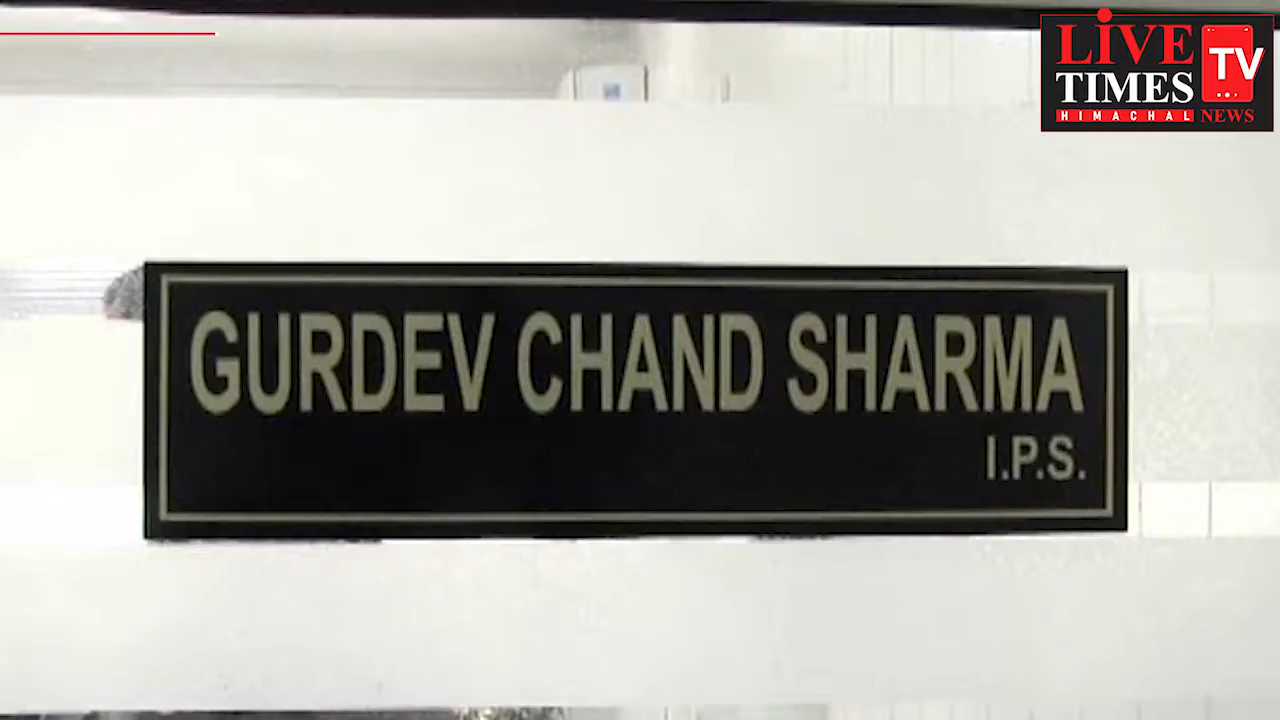 LIVE
TIMES
TV
HIMACHAL NEWS
GURDEV CHAND SHARMA
I.P.S.